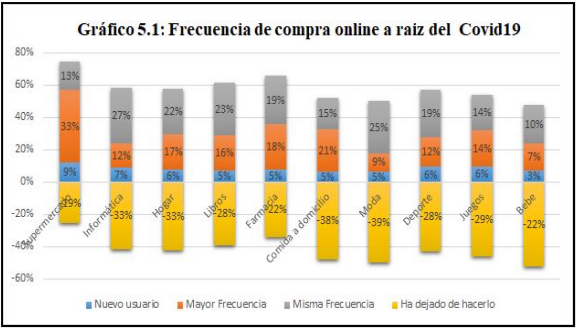 Gráfico 5.1: Frecuencia de compra online a raiz del Covid19
80%
60%
40%
20%
0%
-20%
-40%
-60%
13% 27% 22% 23% 19% 15% 25% 19% 14% 10%
33% 12% 17% 16% 18% 21% 9% 12% 14% 7%
9% 7% 6% 5% 5% 5% 5% 6% 6% 3%
-19% -33% -33% -28% -22% -38% -39% -28% -29% -22%
Supermercado Informática Hogar Libros Farmacia Comida a domicilio Moda Deporte Juegos Bebe
Nuevo usuario Mayor Frecuencia Misma Frecuencia Ha dejado de hacerlo